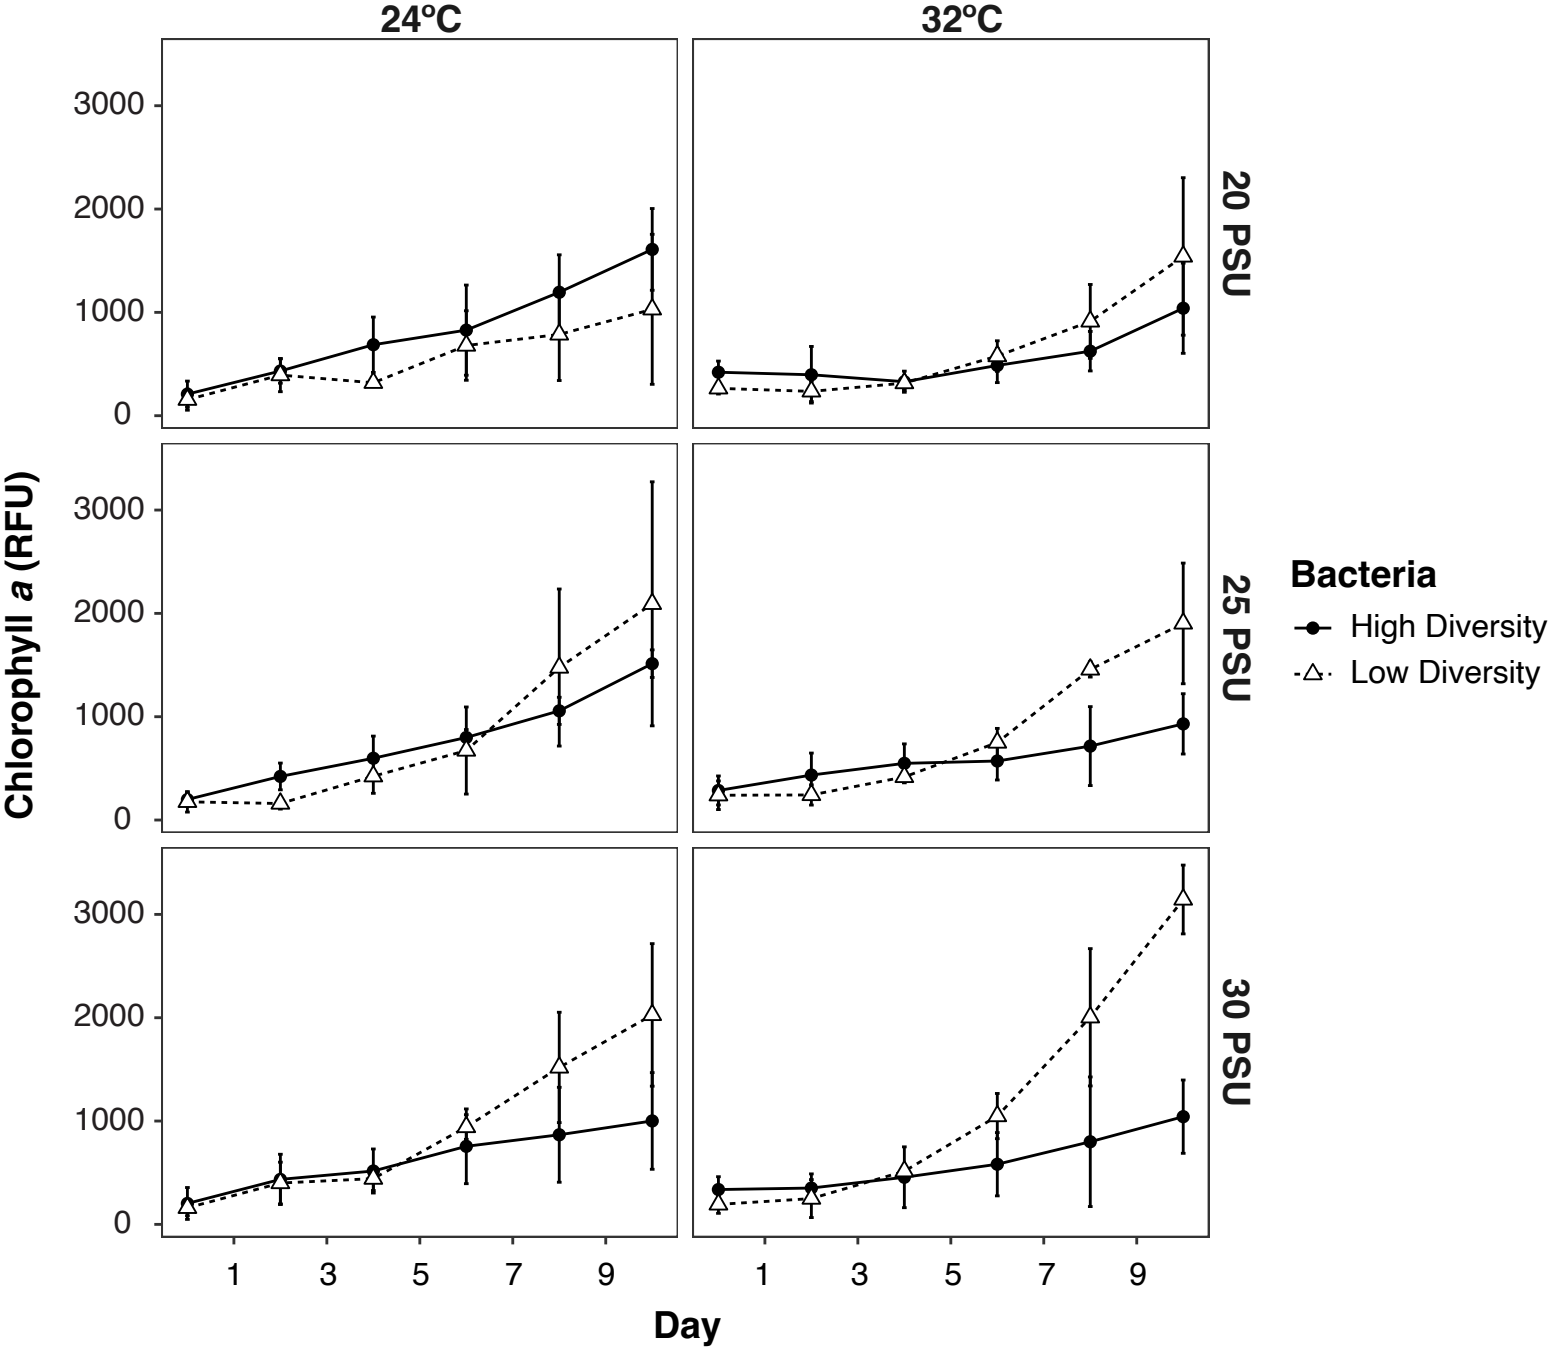 24ºC
32ºC
3000
2000
1000
0
20 PSU
3000
2000
1000
0
25 PSU
3000
2000
1000
0
30 PSU
Chlorophyll a (RFU)
Bacteria
High Diversity
Low Diversity
1 3 5 7 9
1 3 5 7 9
Day